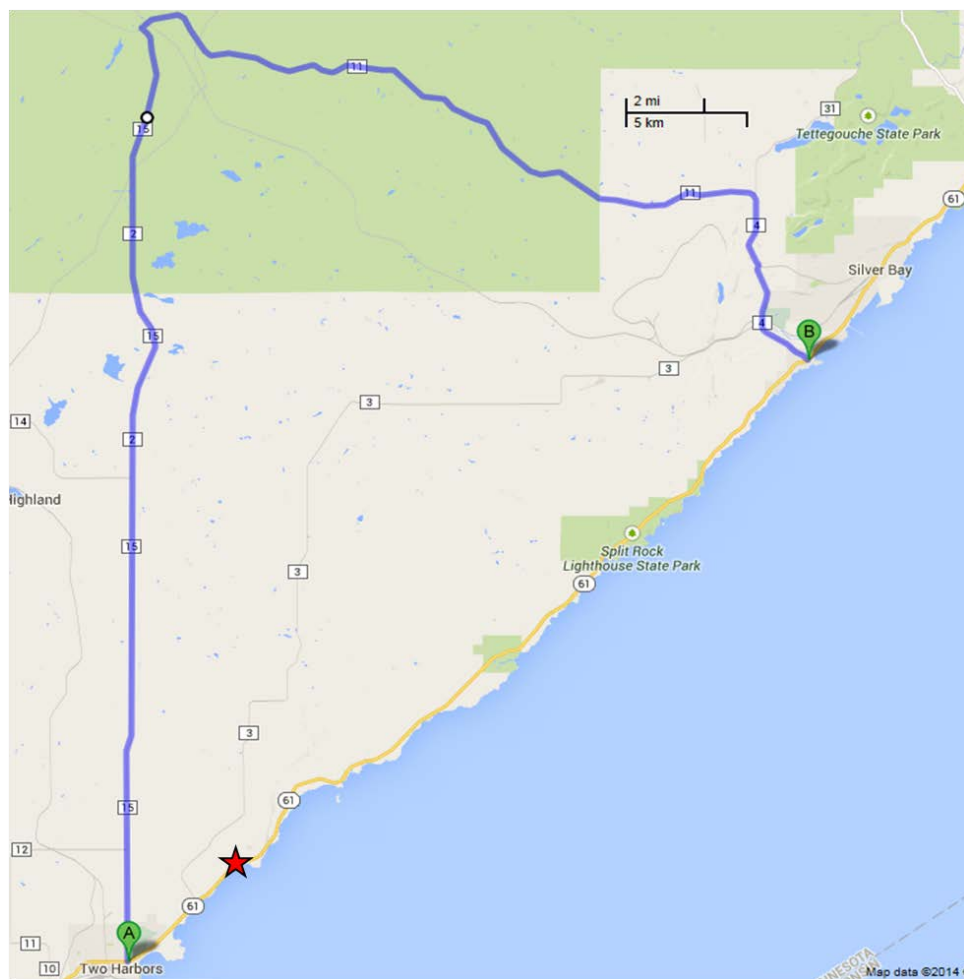 11
2 mi
5 km
31
Tettegouche State Park
15
11
61
2
4
Silver Bay
15
4
B
3
3
14
2
Highland
15
Split Rock
Lighthouse State Park
3
61
3
61
15
12
61
A
11
10
Two Harbors
Map data ©2014